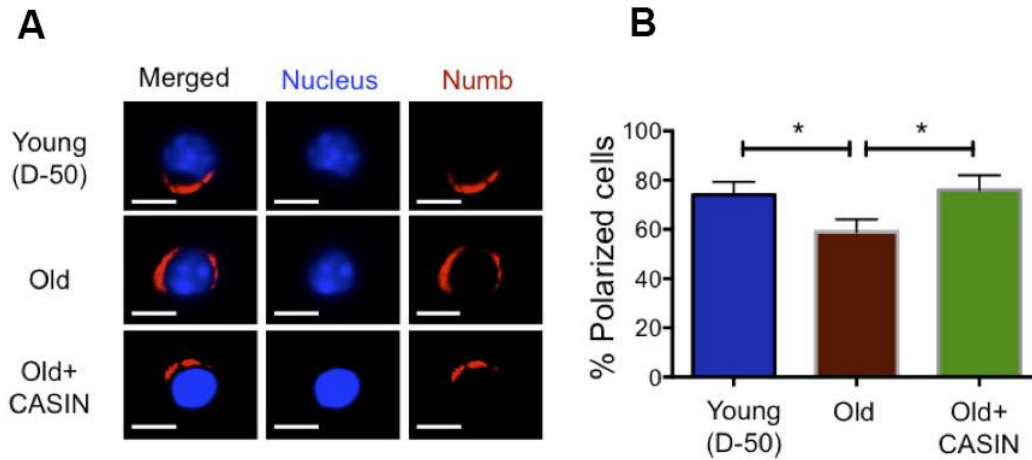 A
Merged Nucleus Numb
Young
(D-50)
Old
Old+
CASIN
B
% Polarized cells
100
80
60
40
20
0
* *
Young
(D-50)
Old
Old+
CASIN